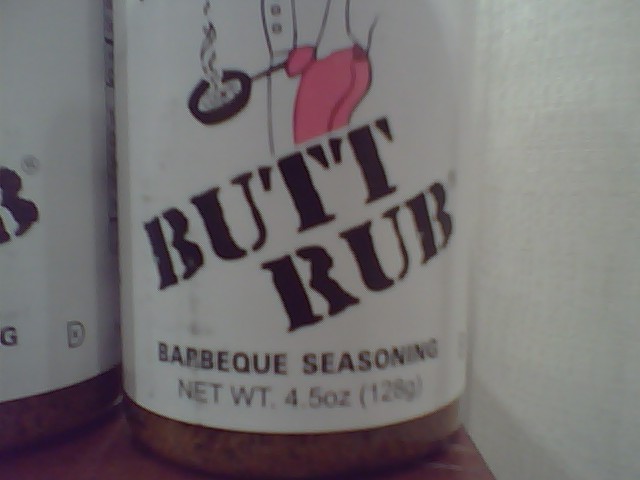 BUTT
RUB®
BARBEQUE SEASONING
NET WT. 4.5oz (128g)
B®
G
D